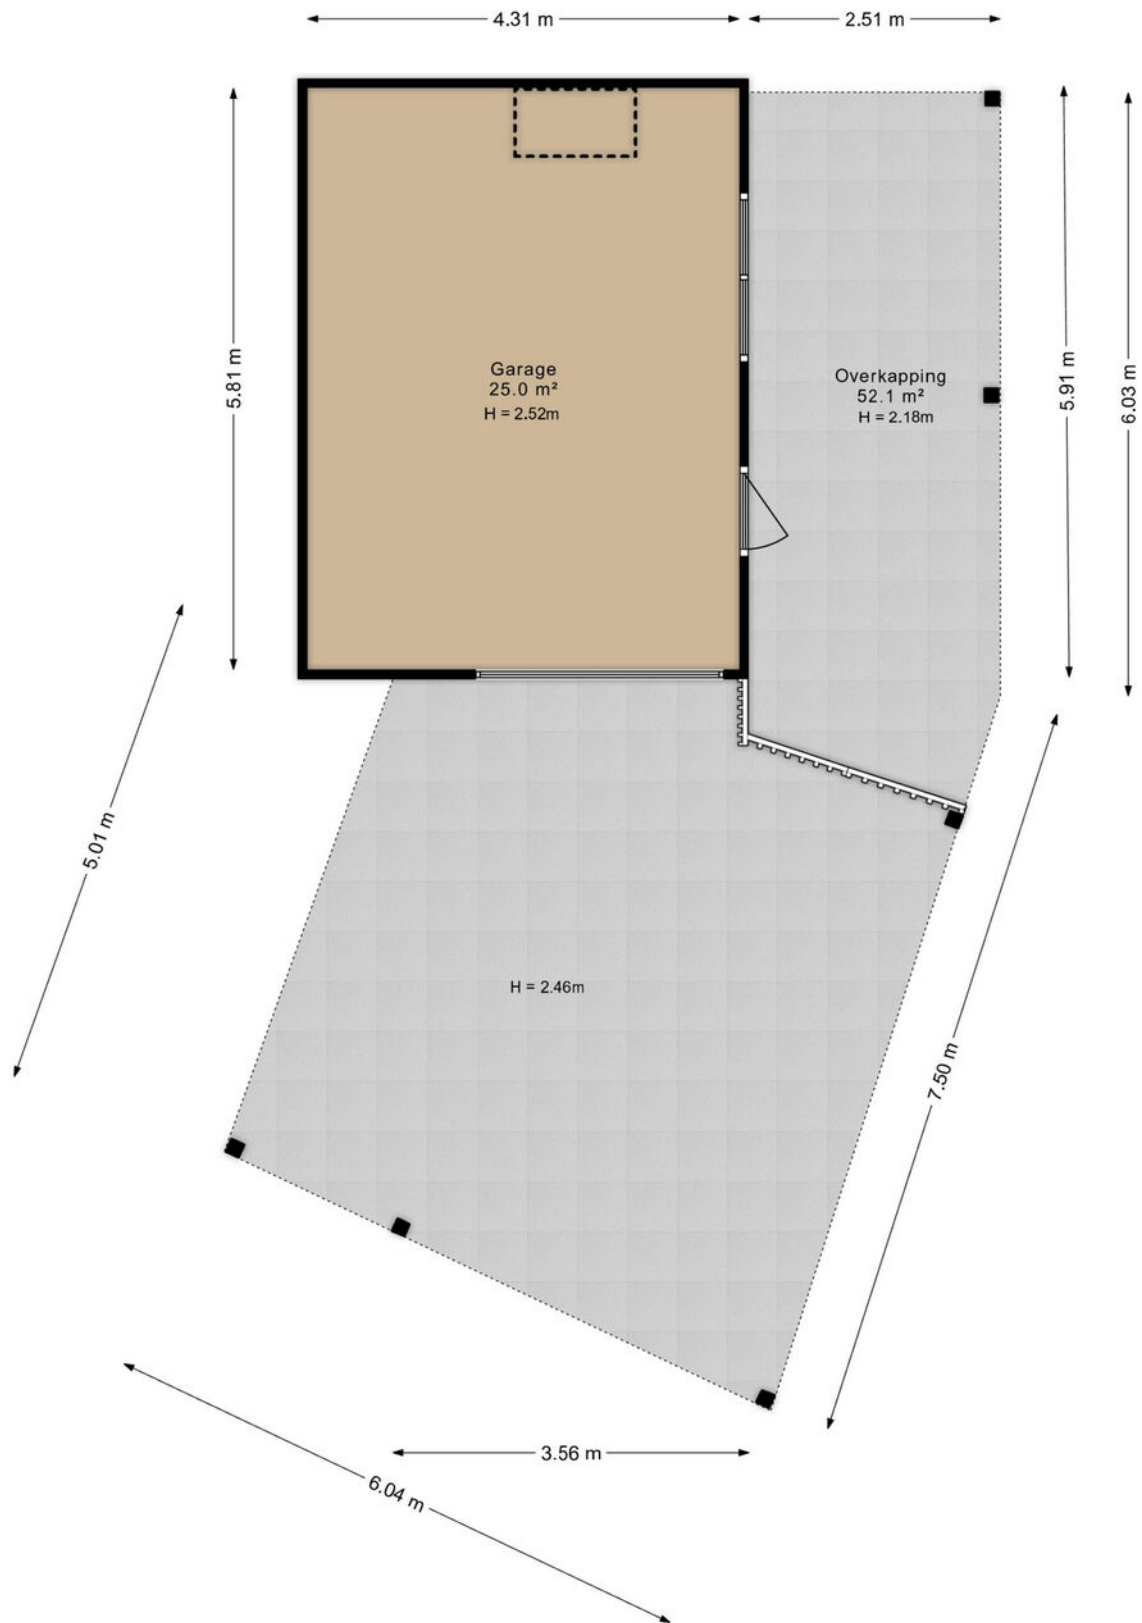 4.31 m
2.51 m
5.81 m
5.91 m
6.03 m
Garage
25.0 m²
H = 2.52m
Overkapping
52.1 m²
H = 2.18m
5.01 m
H = 2.46m
7.50 m
3.56 m
6.04 m